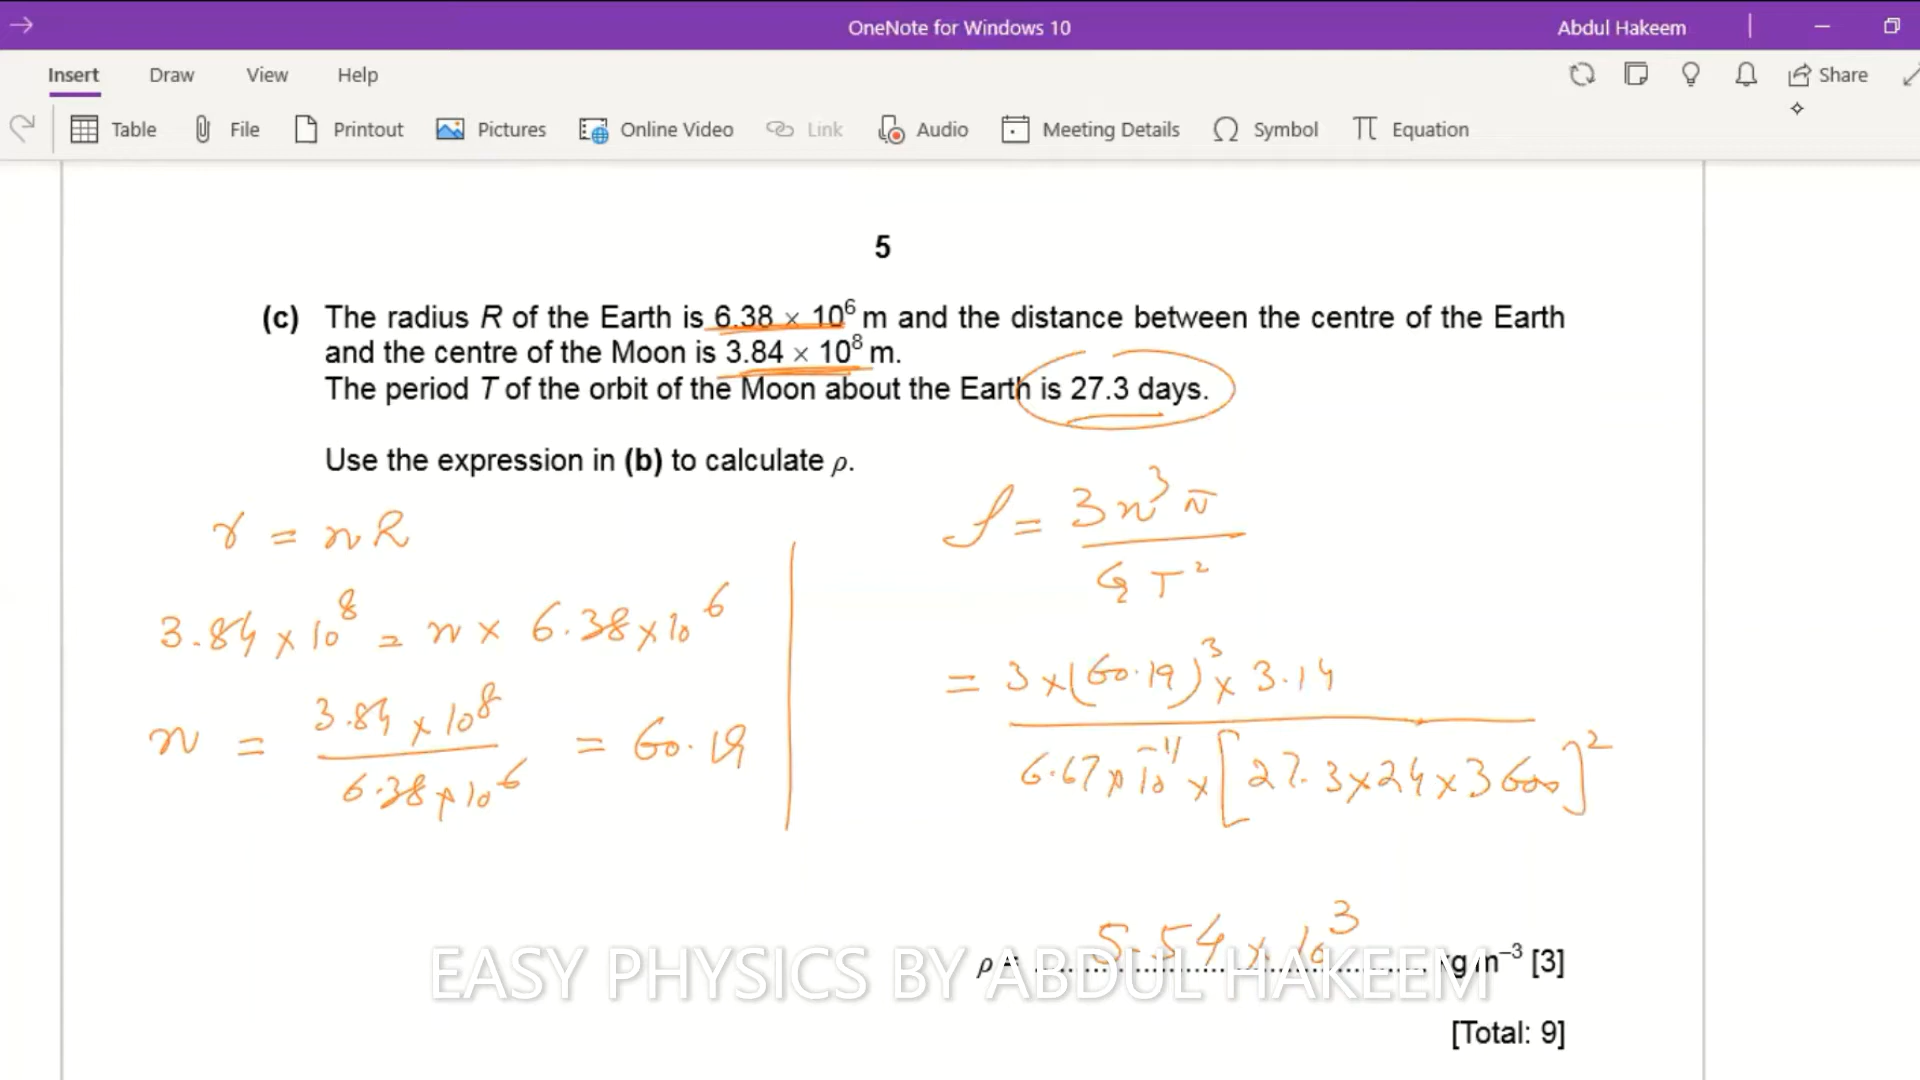 OneNote for Windows 10
Abdul Hakeem
Insert Draw View Help
Share
Table File Printout Pictures Online Video Link Audio Meeting Details Symbol Equation
5
(c) The radius R of the Earth is 6.38 × 10⁶ m and the distance between the centre of the Earth
and the centre of the Moon is 3.84 × 10⁸ m.
The period T of the orbit of the Moon about the Earth is 27.3 days.
Use the expression in (b) to calculate ρ.
r = nR
3.84 × 10⁸ = n × 6.38 × 10⁶
n = 3.84 × 10⁸ / 6.38 × 10⁶ = 60.19
ρ = 3n³π / GT²
= 3 × (60.19)³ × 3.14 / 6.67 × 10⁻¹¹ × [27.3 × 24 × 3600]²
ρ = 5.54 × 10³ kg m⁻³ [3]
EASY PHYSICS BY ABDUL HAKEEM
[Total: 9]